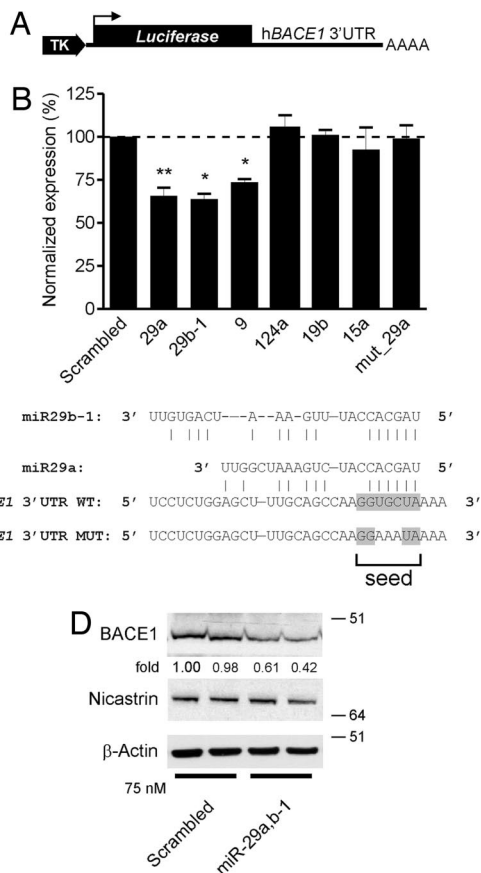 A
TK Luciferase hBACE1 3'UTR AAAA
B
Normalized expression (%)
125
100
75
50
25
0
** * *
Scrambled 29a 29b-1 9 124a 19b 15a mut_29a
miR29b-1: 3' UUGUGACU--A--AA-GUU-UACCACGAU 5'
miR29a: 3' UUGGCUAAAGUC-UACCACGAU 5'
E1 3'UTR WT: 5' UCCUCUGGAGCU-UUGCAGCCAAGGUGCUAAAA 3'
E1 3'UTR MUT: 5' UCCUCUGGAGCU-UUGCAGCCAAGGAAAUAAAA 3'
seed
D
BACE1 51
fold 1.00 0.98 0.61 0.42
Nicastrin 64
51
β-Actin
75 nM
Scrambled miR-29a,b-1